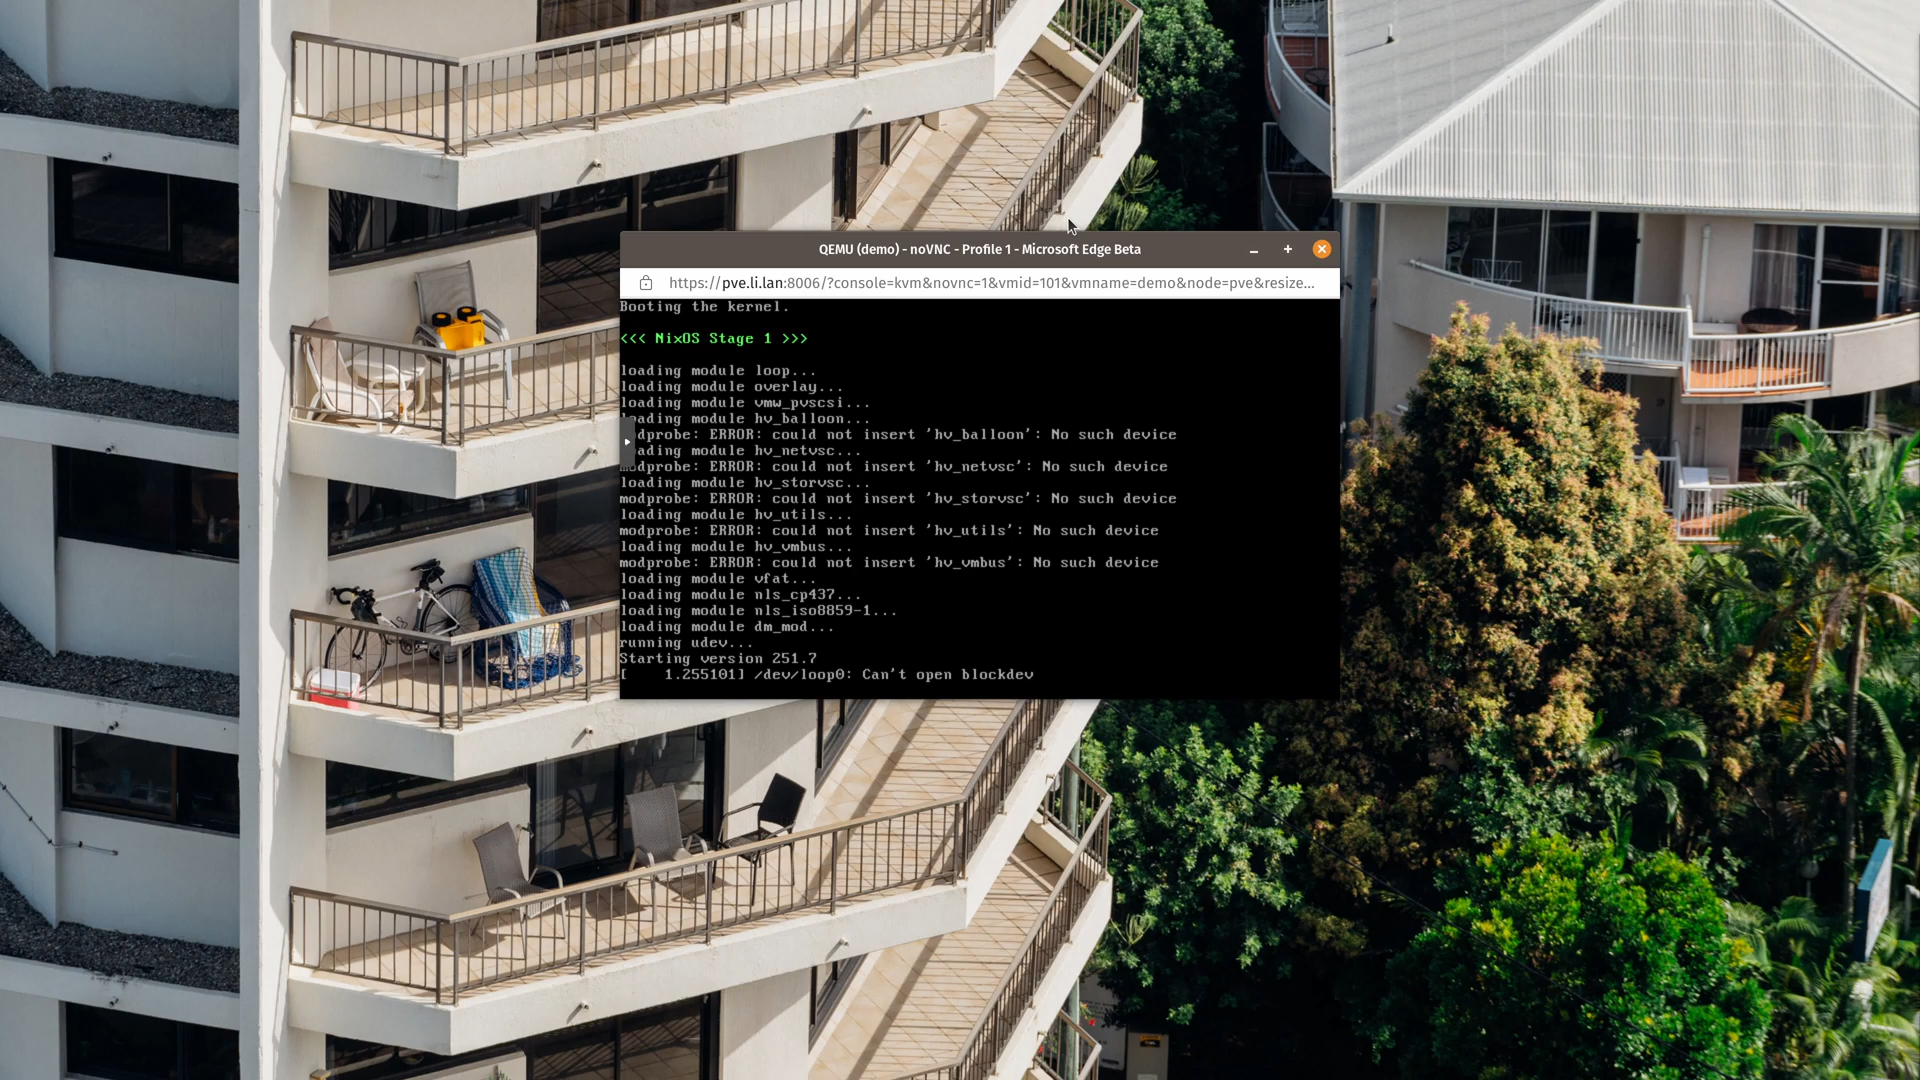 QEMU (demo) - noVNC - Profile 1 - Microsoft Edge Beta
https://pve.li.lan:8006/?console=kvm&novnc=1&vmid=101&vmname=demo&node=pve&resize...
Booting the kernel.
<<< NixOS Stage 1 >>>
loading module loop...
loading module overlay...
loading module vmw_pvscsi...
loading module hv_balloon...
modprobe: ERROR: could not insert 'hv_balloon': No such device
loading module hv_netvsc...
modprobe: ERROR: could not insert 'hv_netvsc': No such device
loading module hv_storvsc...
modprobe: ERROR: could not insert 'hv_storvsc': No such device
loading module hv_utils...
modprobe: ERROR: could not insert 'hv_utils': No such device
loading module hv_vmbus...
modprobe: ERROR: could not insert 'hv_vmbus': No such device
loading module vfat...
loading module nls_cp437...
loading module nls_iso8859-1...
loading module dm_mod...
running udev...
Starting version 251.7
[    1.255101] /dev/loop0: Can't open blockdev